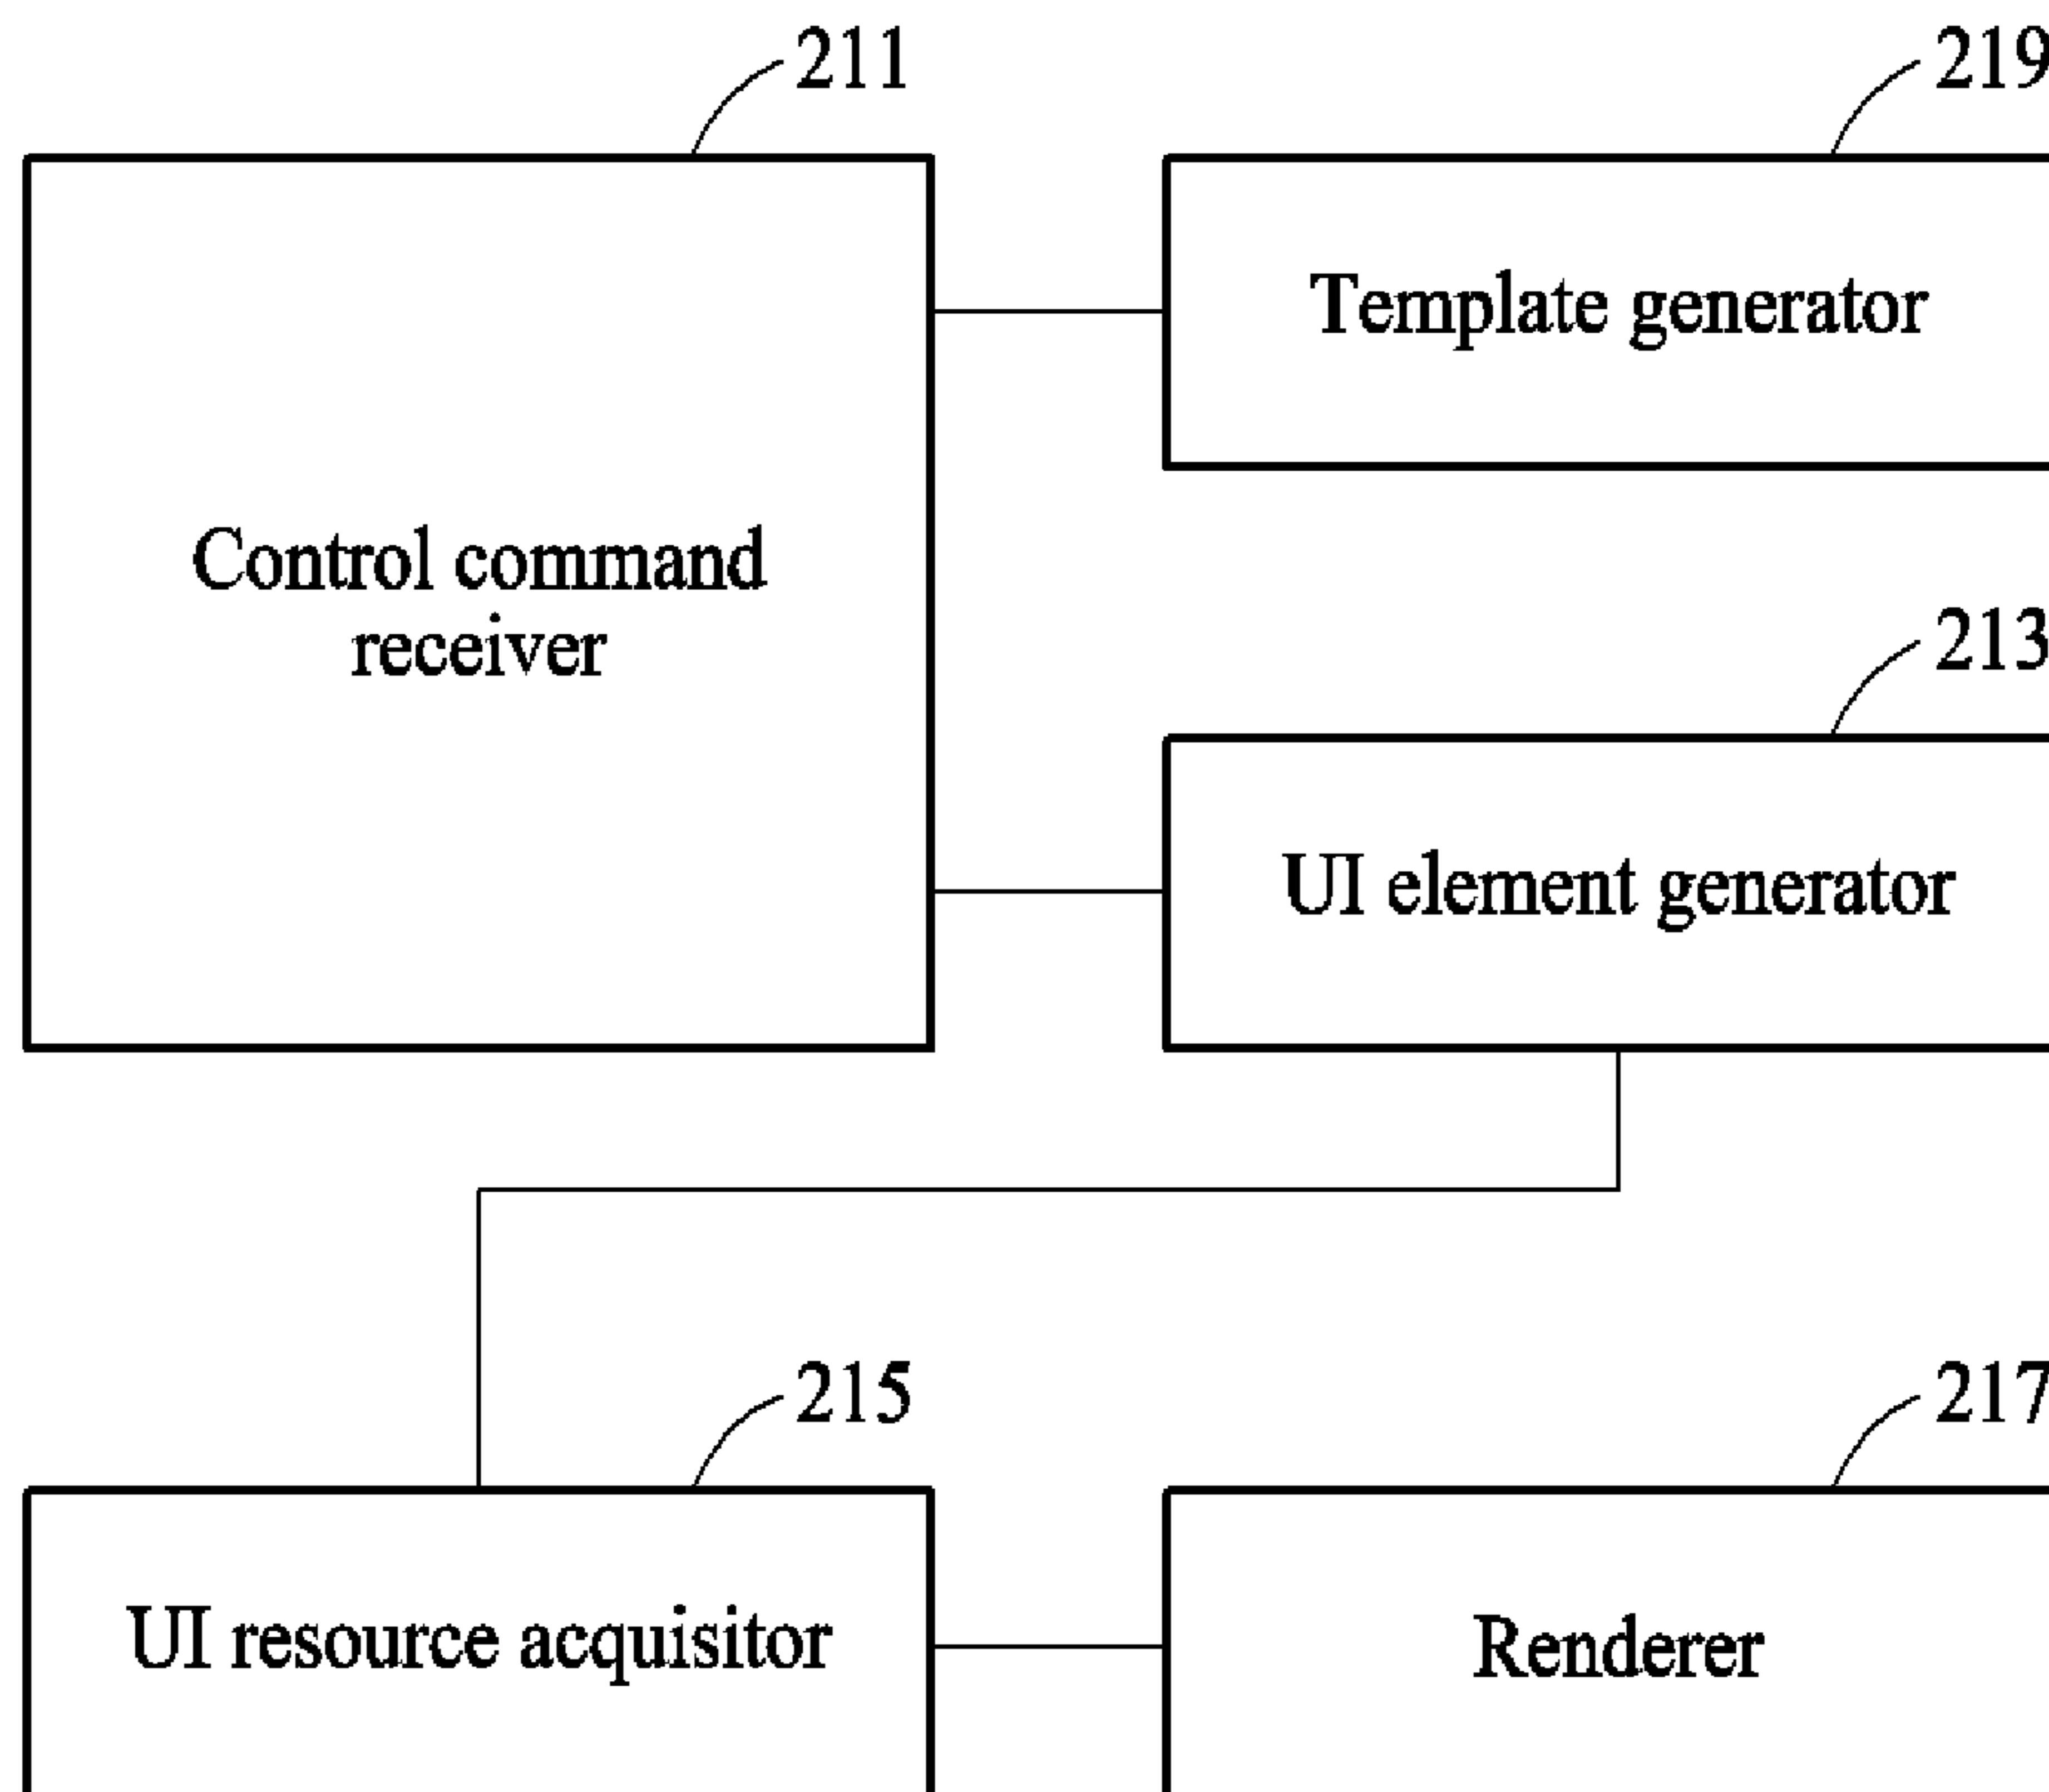 211
219
Control command
receiver
Template generator
213
UI element generator
215
217
UI resource acquisitor
Renderer